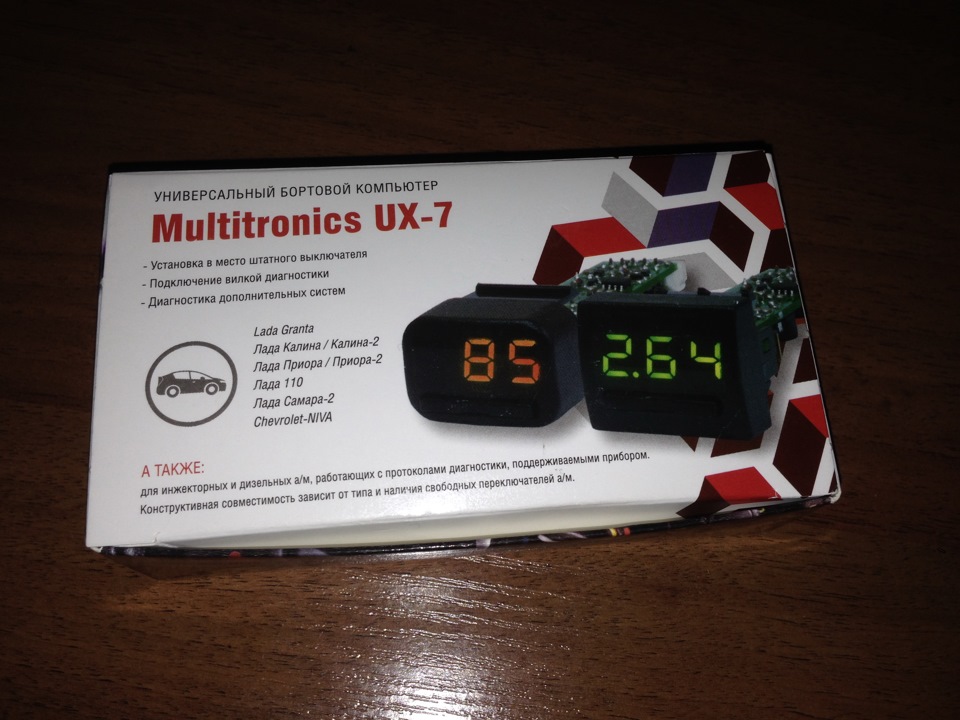 УНИВЕРСАЛЬНЫЙ БОРТОВОЙ КОМПЬЮТЕР
Multitronics UX-7
- Установка в место штатного выключателя
- Подключение вилкой диагностики
- Диагностика дополнительных систем
Lada Granta
Лада Калина / Калина-2
Лада Приора / Приора-2
Лада 110
Лада Самара-2
Chevrolet-NIVA
85
2.64
А ТАКЖЕ:
для инжекторных и дизельных а/м, работающих с протоколами диагностики, поддерживаемыми прибором.
Конструктивная совместимость зависит от типа и наличия свободных переключателей а/м.